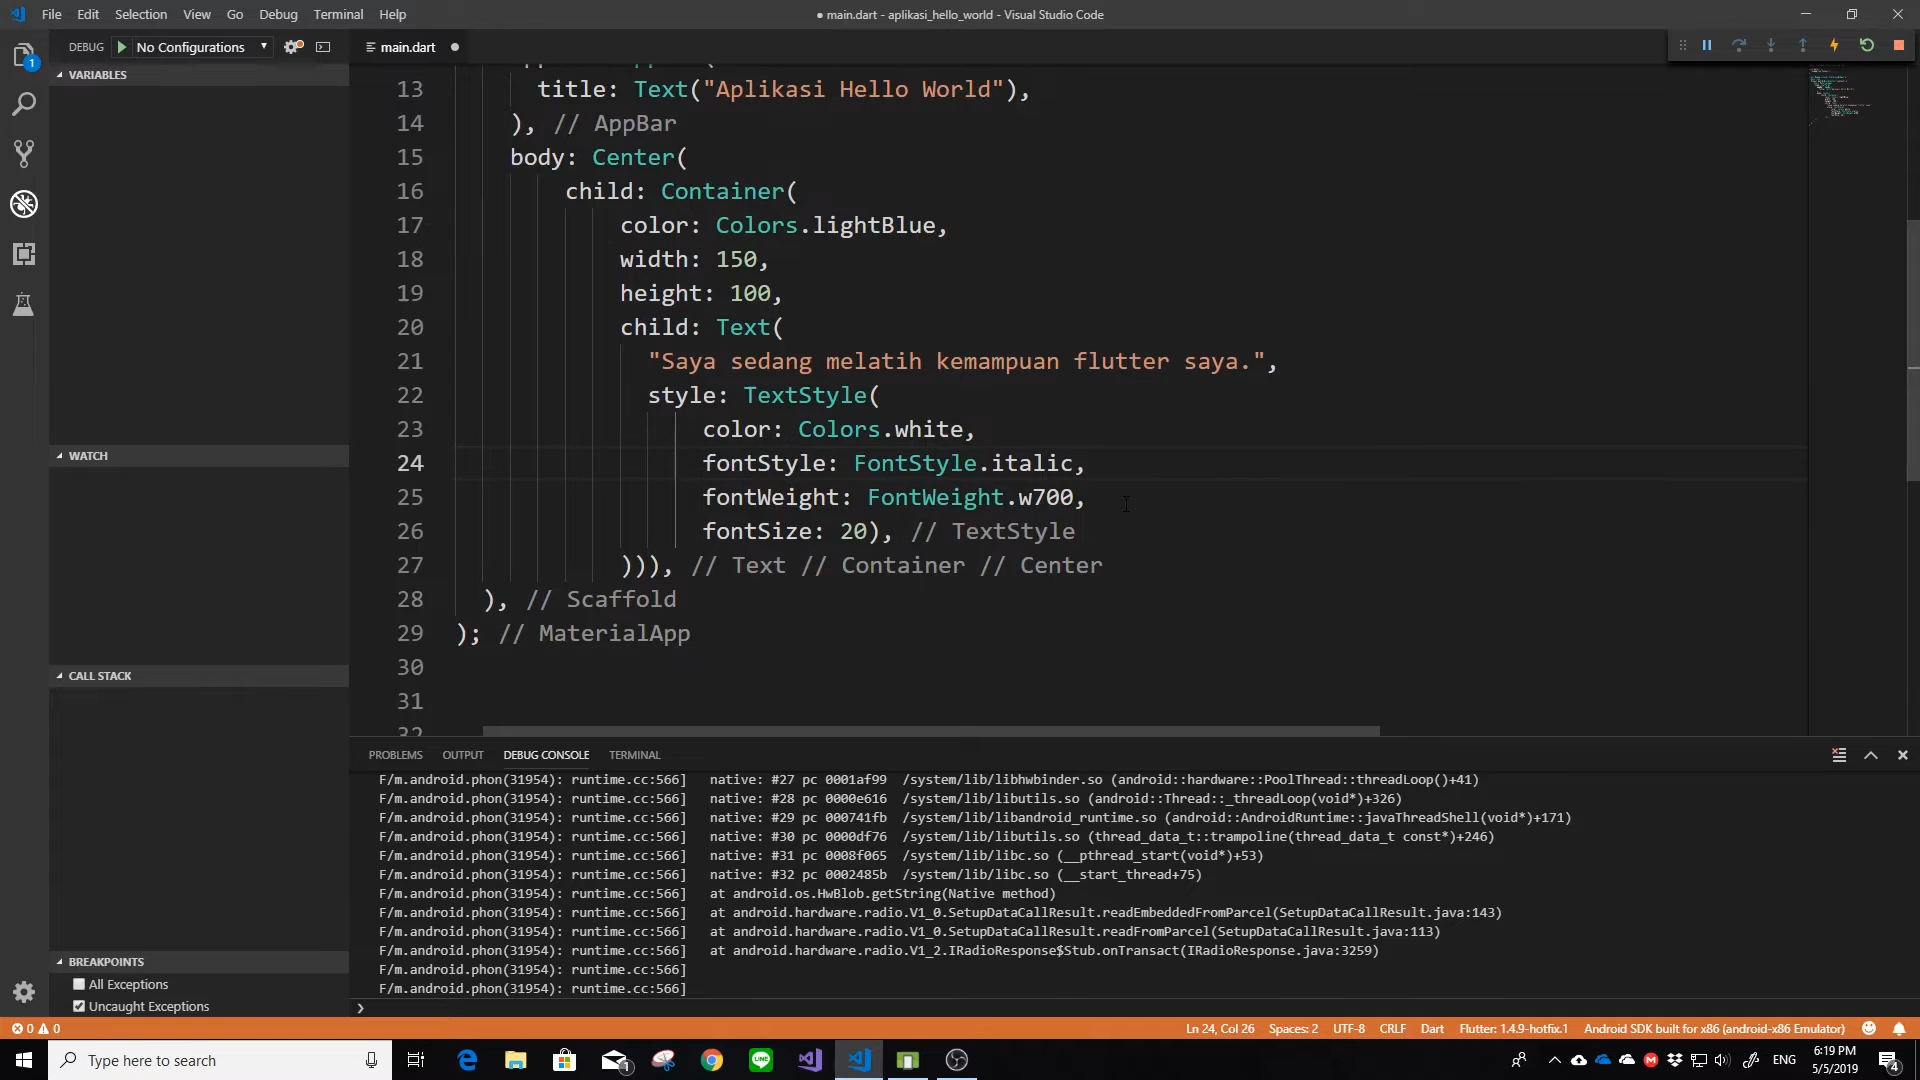 File Edit Selection View Go Debug Terminal Help
● main.dart - aplikasi_hello_world - Visual Studio Code
DEBUG No Configurations
main.dart ●
1
VARIABLES
WATCH
CALL STACK
BREAKPOINTS
All Exceptions
Uncaught Exceptions
13 title: Text("Aplikasi Hello World"),
14 ), // AppBar
15 body: Center(
16 child: Container(
17 color: Colors.lightBlue,
18 width: 150,
19 height: 100,
20 child: Text(
21 "Saya sedang melatih kemampuan flutter saya.",
22 style: TextStyle(
23 color: Colors.white,
24 fontStyle: FontStyle.italic,
25 fontWeight: FontWeight.w700,
26 fontSize: 20), // TextStyle
27 ))), // Text // Container // Center
28 ), // Scaffold
29 ); // MaterialApp
30
31
32
PROBLEMS OUTPUT DEBUG CONSOLE TERMINAL
F/m.android.phon(31954): runtime.cc:566] native: #27 pc 0001af99 /system/lib/libhwbinder.so (android::hardware::PoolThread::threadLoop()+41)
F/m.android.phon(31954): runtime.cc:566] native: #28 pc 0000e616 /system/lib/libutils.so (android::Thread::_threadLoop(void*)+326)
F/m.android.phon(31954): runtime.cc:566] native: #29 pc 000741fb /system/lib/libandroid_runtime.so (android::AndroidRuntime::javaThreadShell(void*)+171)
F/m.android.phon(31954): runtime.cc:566] native: #30 pc 0000df76 /system/lib/libutils.so (thread_data_t::trampoline(thread_data_t const*)+246)
F/m.android.phon(31954): runtime.cc:566] native: #31 pc 0008f065 /system/lib/libc.so (__pthread_start(void*)+53)
F/m.android.phon(31954): runtime.cc:566] native: #32 pc 0002485b /system/lib/libc.so (__start_thread+75)
F/m.android.phon(31954): runtime.cc:566] at android.os.HwBlob.getString(Native method)
F/m.android.phon(31954): runtime.cc:566] at android.hardware.radio.V1_0.SetupDataCallResult.readEmbeddedFromParcel(SetupDataCallResult.java:143)
F/m.android.phon(31954): runtime.cc:566] at android.hardware.radio.V1_0.SetupDataCallResult.readFromParcel(SetupDataCallResult.java:113)
F/m.android.phon(31954): runtime.cc:566] at android.hardware.radio.V1_2.IRadioResponse$Stub.onTransact(IRadioResponse.java:3259)
F/m.android.phon(31954): runtime.cc:566]
F/m.android.phon(31954): runtime.cc:566]
0 0 Ln 24, Col 26 Spaces: 2 UTF-8 CRLF Dart Flutter: 1.4.9-hotfix.1 Android SDK built for x86 (android-x86 Emulator)
Type here to search
1
LINE
ENG
6:19 PM
5/5/2019
4